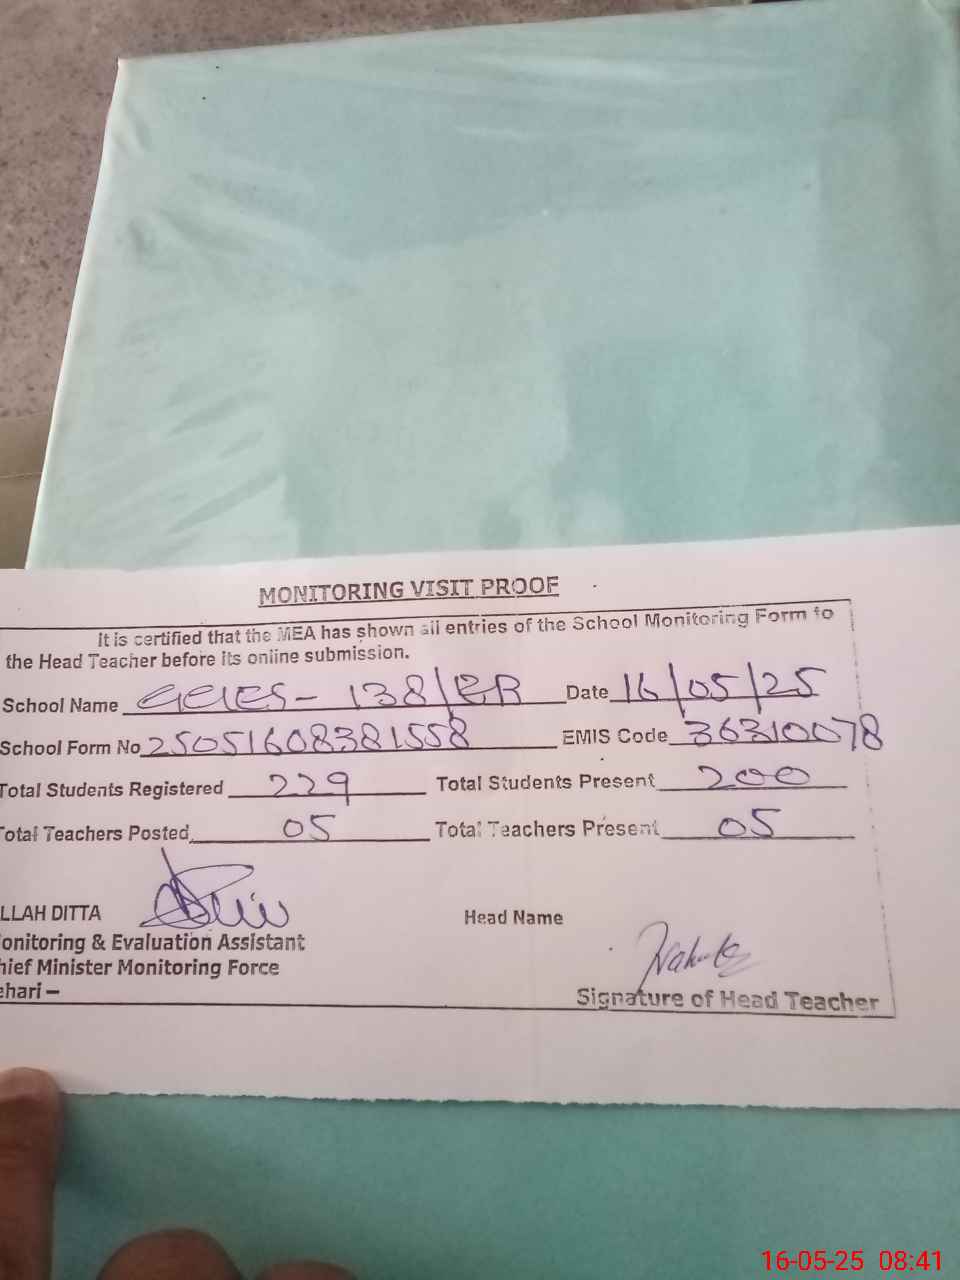 MONITORING VISIT PROOF
It is certified that the MEA has shown all entries of the School Monitoring Form to
the Head Teacher before its online submission.
School Name 138/EB Date 16/05/25
School Form No 25051608381558 EMIS Code 36310078
Total Students Registered 229 Total Students Present 200
Total Teachers Posted 05 Total Teachers Present 05
LLAH DITTA Head Name
onitoring & Evaluation Assistant
hief Minister Monitoring Force
ehari –
Signature of Head Teacher
16-05-25 08:41